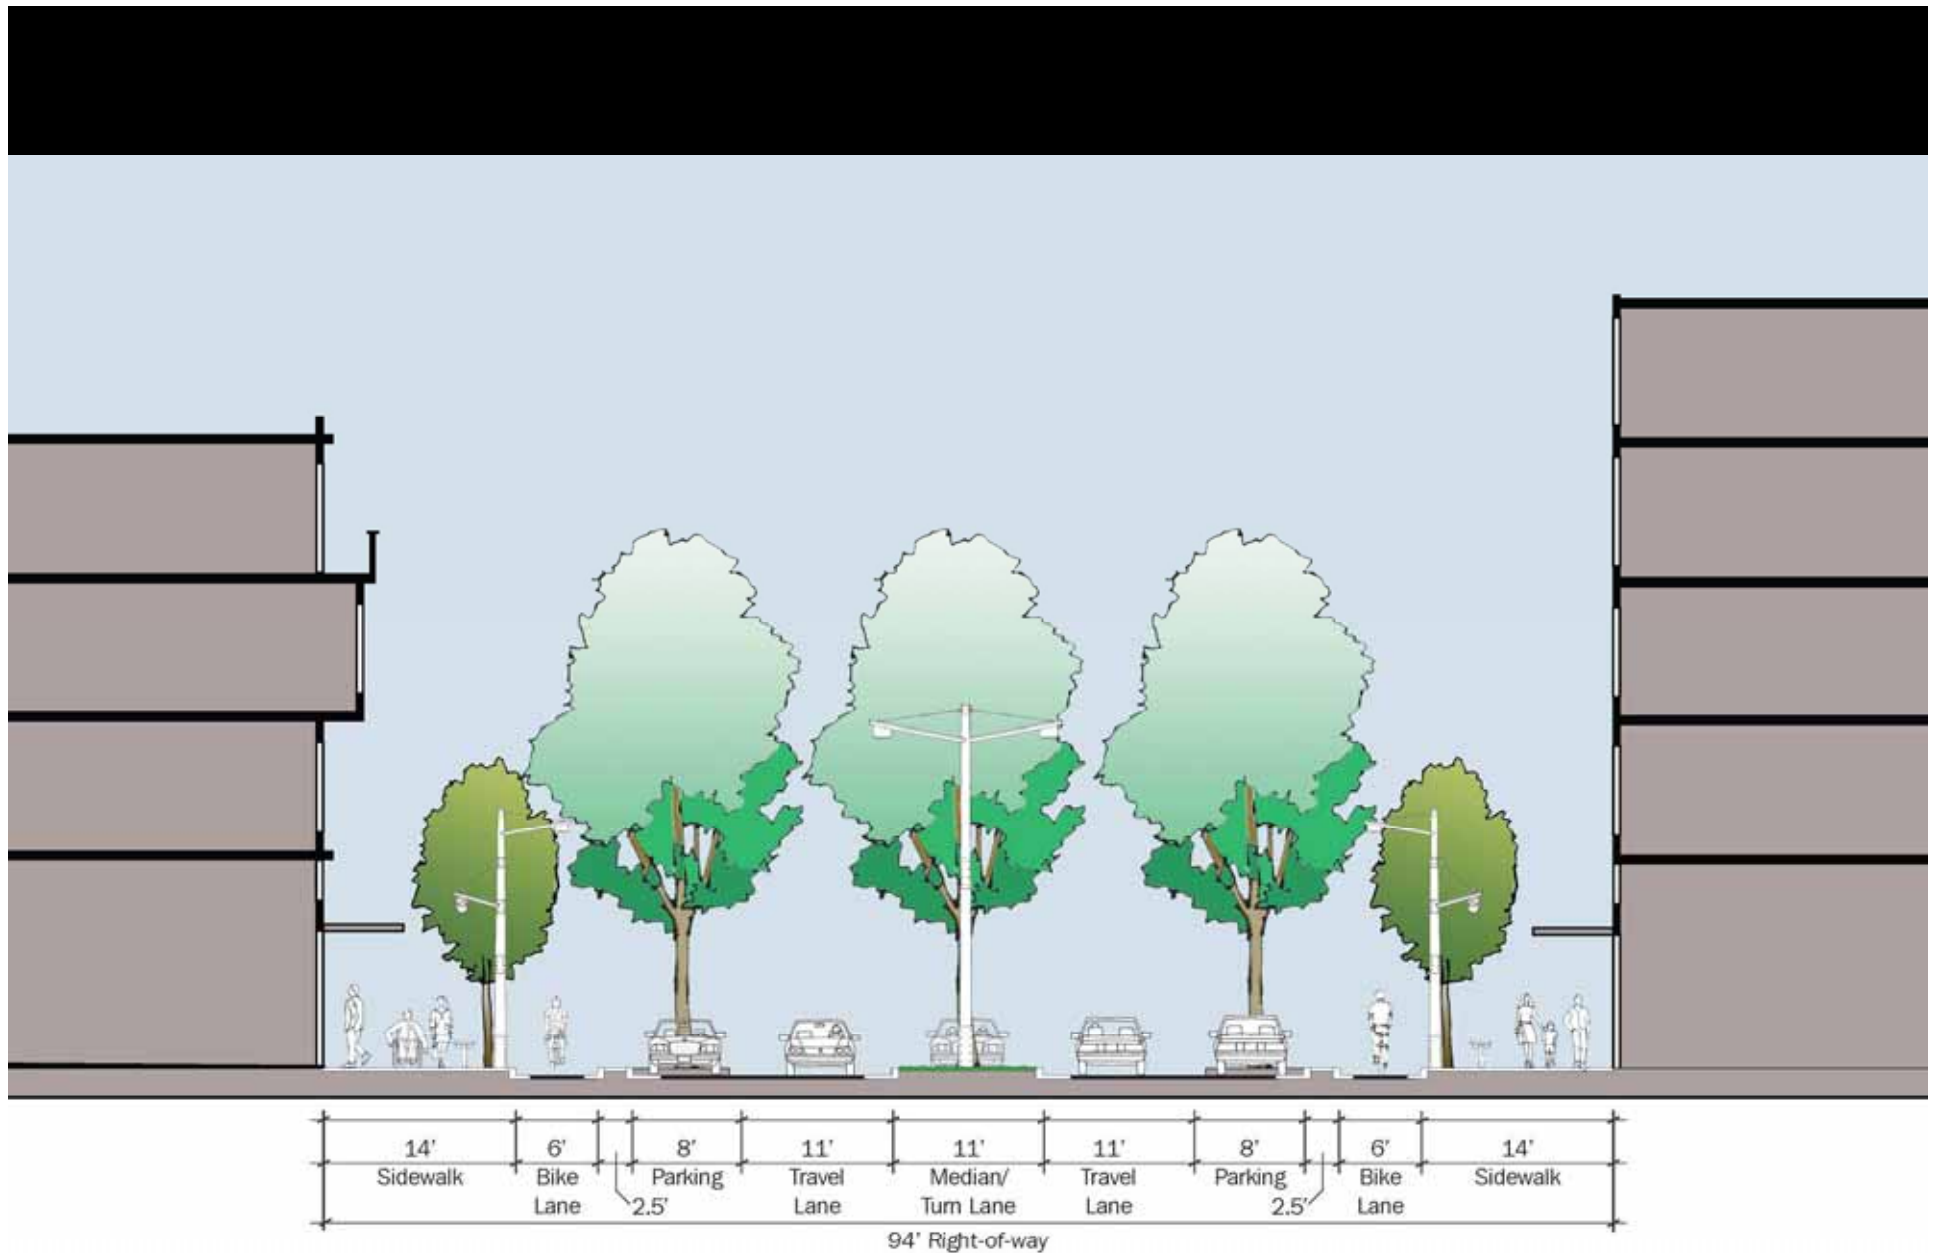 14' 6' 8' 11' 11' 11' 8' 6' 14'
Sidewalk Bike Parking Travel Median/ Travel Parking Bike Sidewalk
Lane 2.5' Lane Turn Lane Lane 2.5' Lane
94' Right-of-way